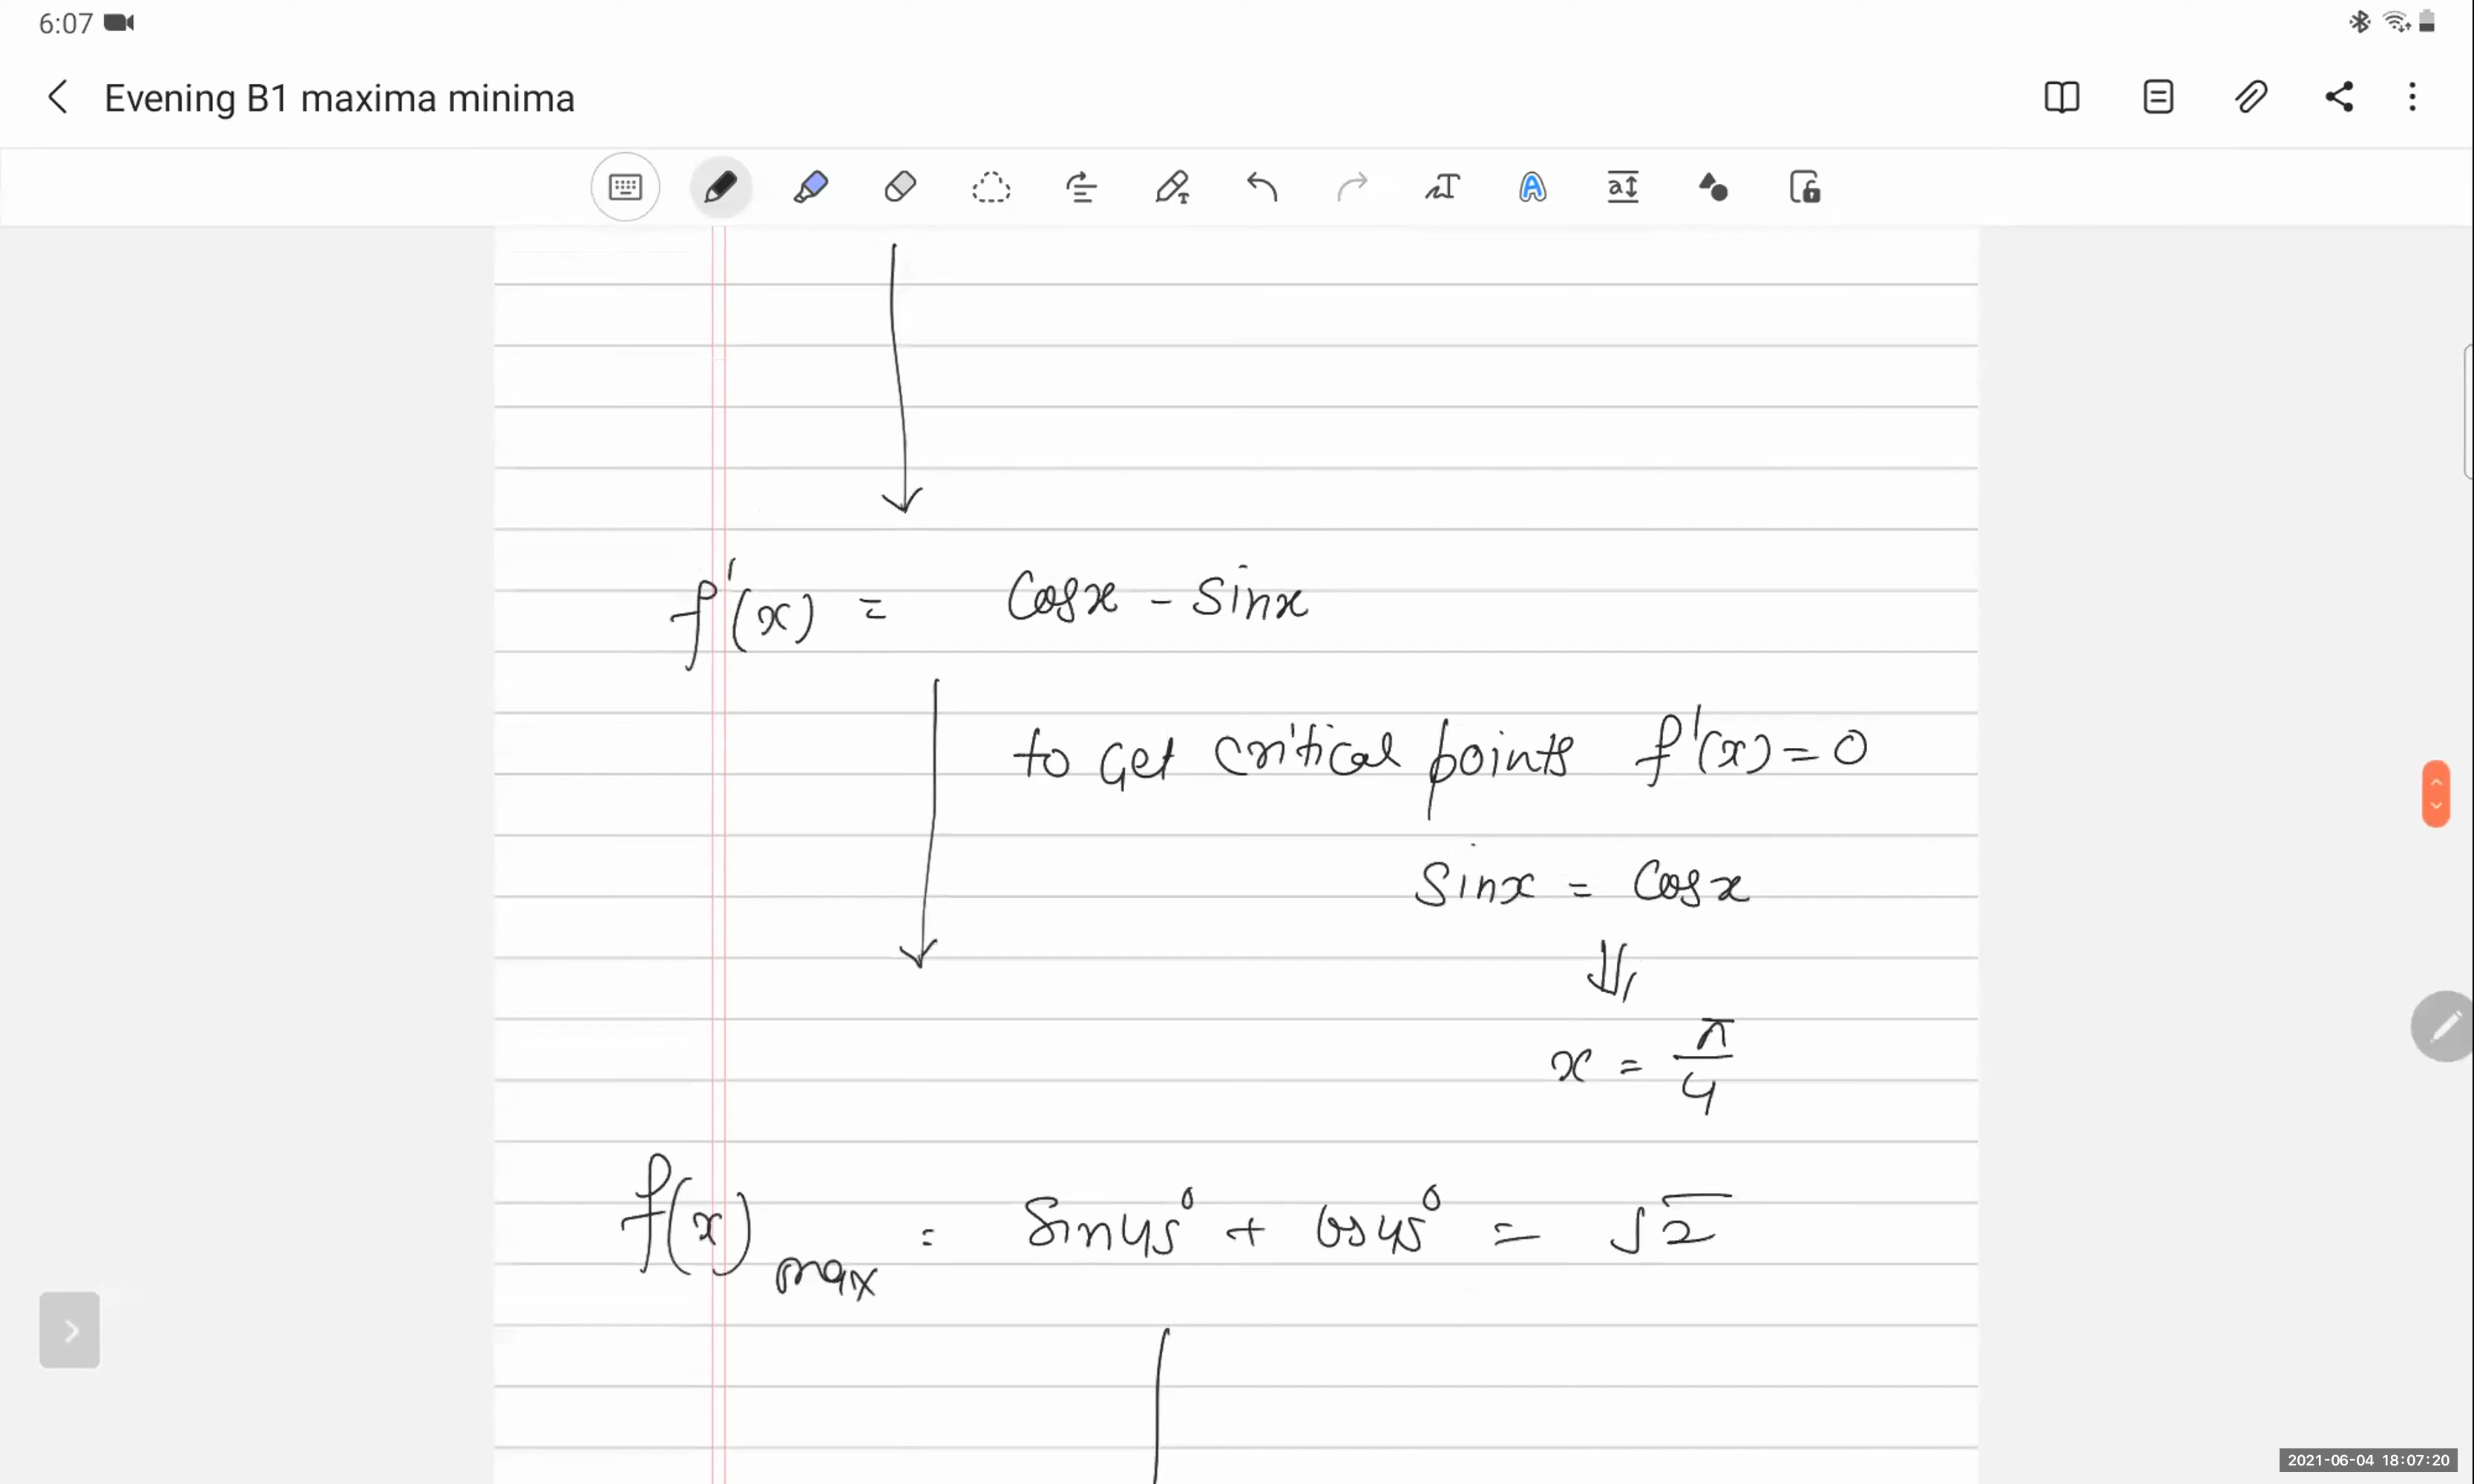 6:07
Evening B1 maxima minima
f'(x) = Cosx - Sinx
to get critical points f'(x) = 0
Sinx = Cosx
⇓
x = π/4
f(x) max = Sin45° + Cos45° = √2
2021-06-04 18:07:20